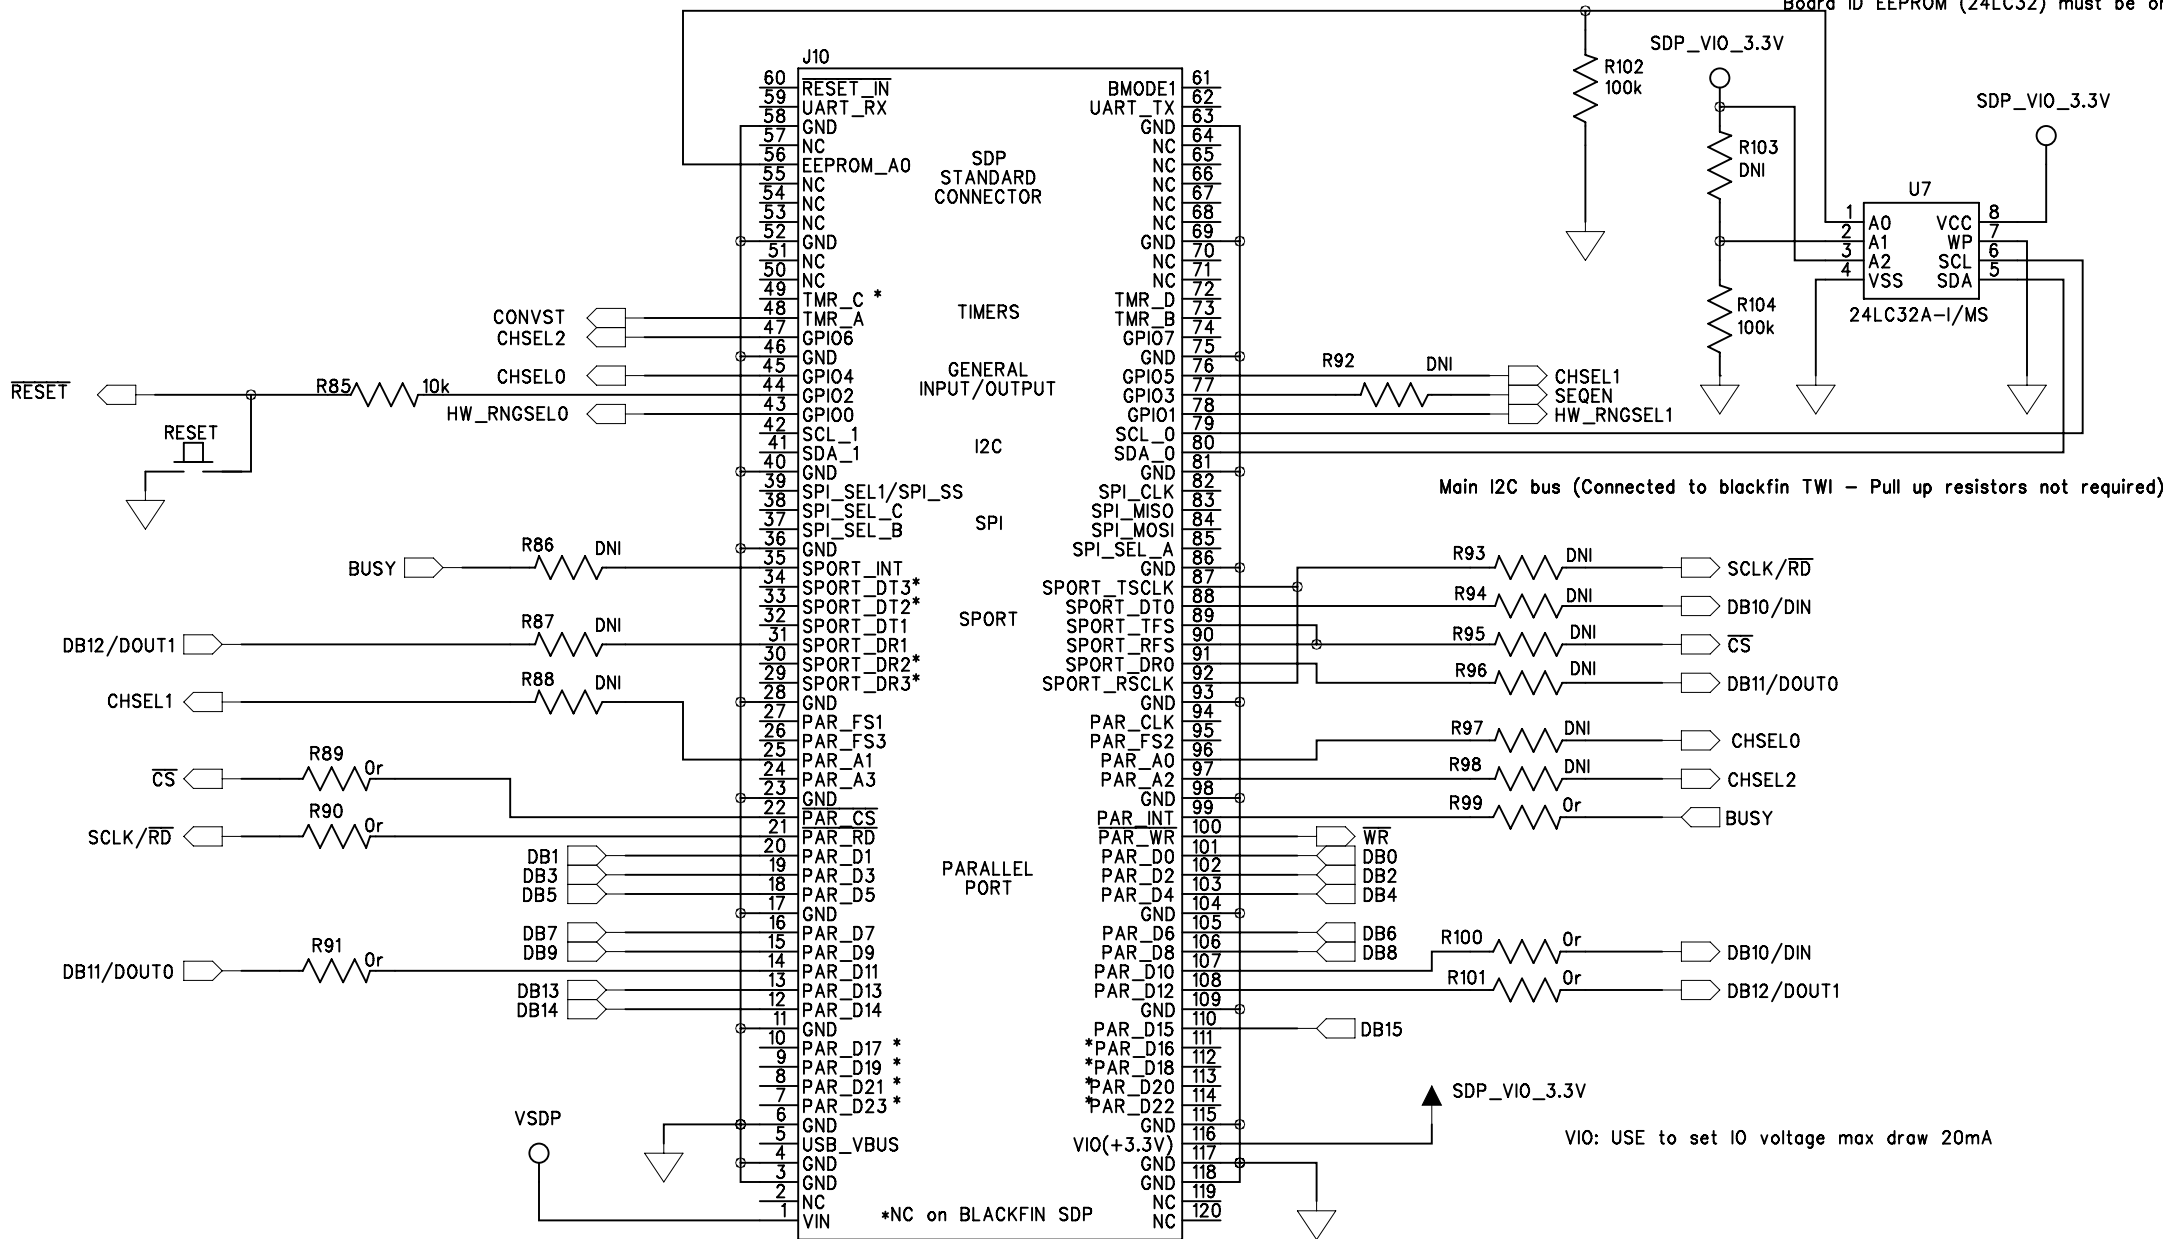 Board ID EEPROM (24LC32) must be on
SDP_VIO_3.3V
SDP_VIO_3.3V
R102
100k
R103
DNI
R104
100k
U7
1 A0 VCC 8
2 A1 WP 7
3 A2 SCL 6
4 VSS SDA 5
24LC32A-I/MS
J10
SDP
STANDARD
CONNECTOR
60 RESET_IN BMODE1 61
59 UART_RX UART_TX 62
58 GND GND 63
57 NC NC 64
56 EEPROM_A0 NC 65
55 NC NC 66
54 NC NC 67
53 NC NC 68
52 GND GND 69
51 NC NC 70
50 NC NC 71
TIMERS
49 TMR_C * TMR_D 72
CONVST 48 TMR_A TMR_B 73
CHSEL2 47 GPIO6 GPIO7 74
46 GND GND 75
GENERAL
INPUT/OUTPUT
CHSEL0 45 GPIO4 GPIO5 76 CHSEL1
RESET R85 10k 44 GPIO2 GPIO3 77 R92 DNI SEQEN
HW_RNGSEL0 43 GPIO0 GPIO1 78 HW_RNGSEL1
RESET
I2C
42 SCL_1 SCL_0 79
41 SDA_1 SDA_0 80
40 GND GND 81
Main I2C bus (Connected to blackfin TWI - Pull up resistors not required)
SPI
39 SPI_SEL1/SPI_SS SPI_CLK 82
38 SPI_SEL_C SPI_MISO 83
37 SPI_SEL_B SPI_MOSI 84
36 GND SPI_SEL_A 85
BUSY R86 DNI 35 SPORT_INT GND 86
SPORT
34 SPORT_DT3* SPORT_TSCLK 87 R93 DNI SCLK/RD
33 SPORT_DT2* SPORT_DT0 88 R94 DNI DB10/DIN
32 SPORT_DT1 SPORT_TFS 89
DB12/DOUT1 R87 DNI 31 SPORT_DR1 SPORT_RFS 90 R95 DNI CS
30 SPORT_DR2* SPORT_DR0 91 R96 DNI DB11/DOUT0
29 SPORT_DR3* SPORT_RSCLK 92
28 GND GND 93
27 PAR_FS1 PAR_CLK 94
26 PAR_FS3 PAR_FS2 95
CHSEL1 R88 DNI 25 PAR_A1 PAR_A0 96 R97 DNI CHSEL0
24 PAR_A3 PAR_A2 97 R98 DNI CHSEL2
23 GND GND 98
CS R89 0r 22 PAR_CS PAR_INT 99 R99 0r BUSY
SCLK/RD R90 0r 21 PAR_RD PAR_WR 100 WR
PARALLEL
PORT
DB1 20 PAR_D1 PAR_D0 101 DB0
DB3 19 PAR_D3 PAR_D2 102 DB2
DB5 18 PAR_D5 PAR_D4 103 DB4
17 GND GND 104
DB7 16 PAR_D7 PAR_D6 105 DB6
DB9 15 PAR_D9 PAR_D8 106 DB8
DB11/DOUT0 R91 0r 14 PAR_D11 PAR_D10 107 R100 0r DB10/DIN
DB13 13 PAR_D13 PAR_D12 108 R101 0r DB12/DOUT1
DB14 12 PAR_D14 GND 109
11 GND PAR_D15 110 DB15
10 PAR_D17 * *PAR_D16 111
9 PAR_D19 * *PAR_D18 112
8 PAR_D21 * *PAR_D20 113
7 PAR_D23 * *PAR_D22 114
6 GND GND 115
5 USB_VBUS VIO(+3.3V) 116 SDP_VIO_3.3V
4 GND GND 117
3 GND GND 118
2 NC NC 119
VSDP 1 VIN NC 120
*NC on BLACKFIN SDP
VIO: USE to set IO voltage max draw 20mA